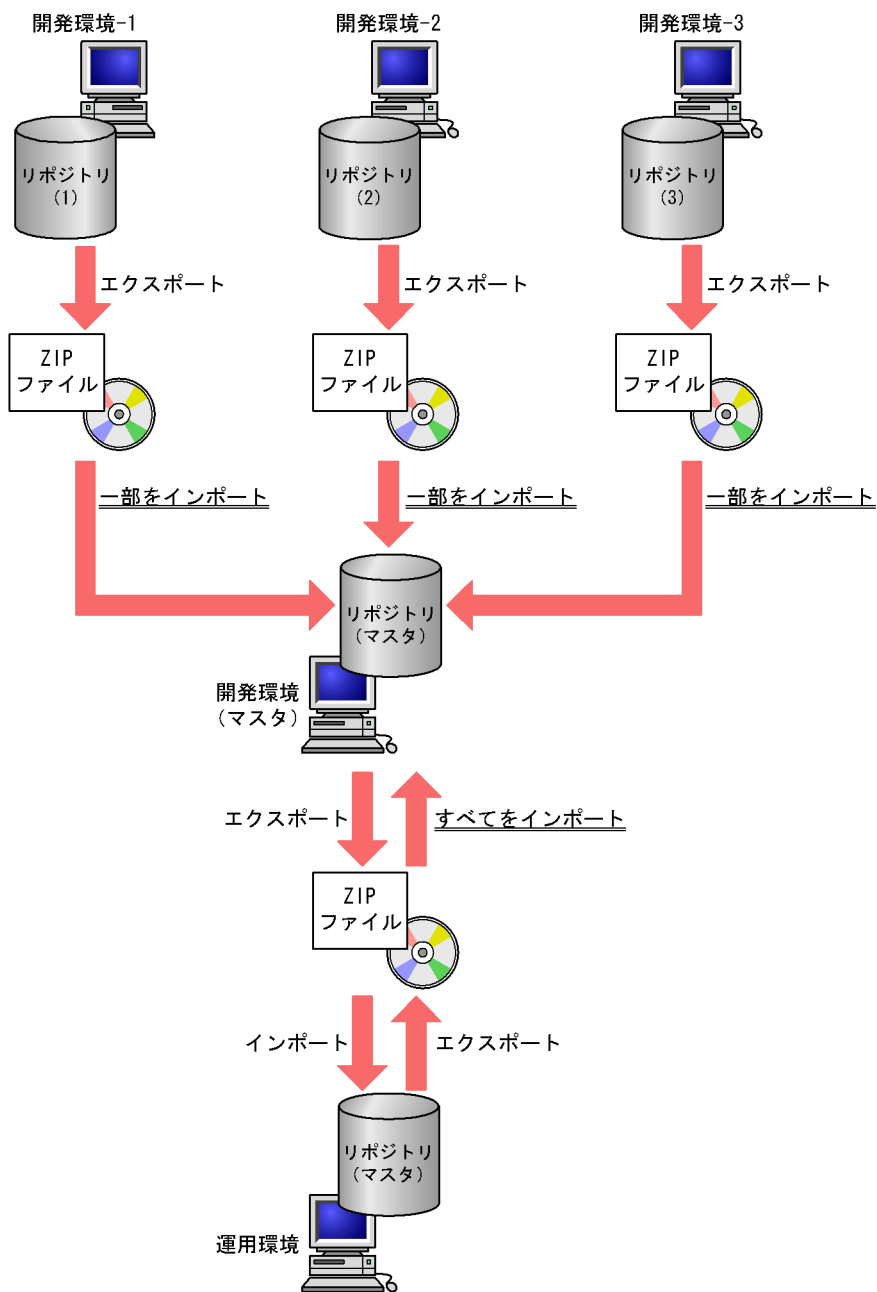 開発環境-1
開発環境-2
開発環境-3
リポジトリ
(1)
リポジトリ
(2)
リポジトリ
(3)
エクスポート
エクスポート
エクスポート
ZIP
ファイル
ZIP
ファイル
ZIP
ファイル
一部をインポート
一部をインポート
一部をインポート
リポジトリ
(マスタ)
開発環境
(マスタ)
エクスポート
すべてをインポート
ZIP
ファイル
インポート
エクスポート
リポジトリ
(マスタ)
運用環境